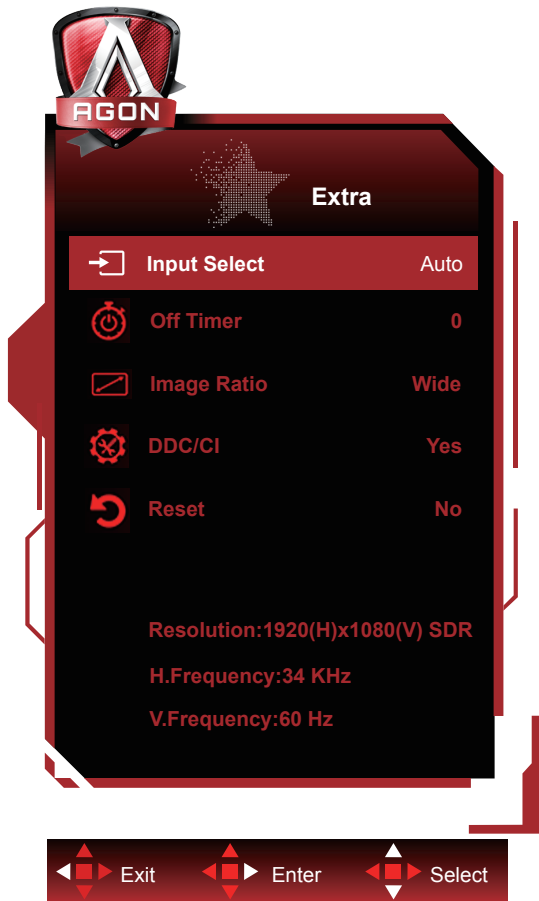 AGON
Extra
Input Select Auto
Off Timer 0
Image Ratio Wide
DDC/CI Yes
Reset No
Resolution:1920(H)x1080(V) SDR
H.Frequency:34 KHz
V.Frequency:60 Hz
Exit Enter Select